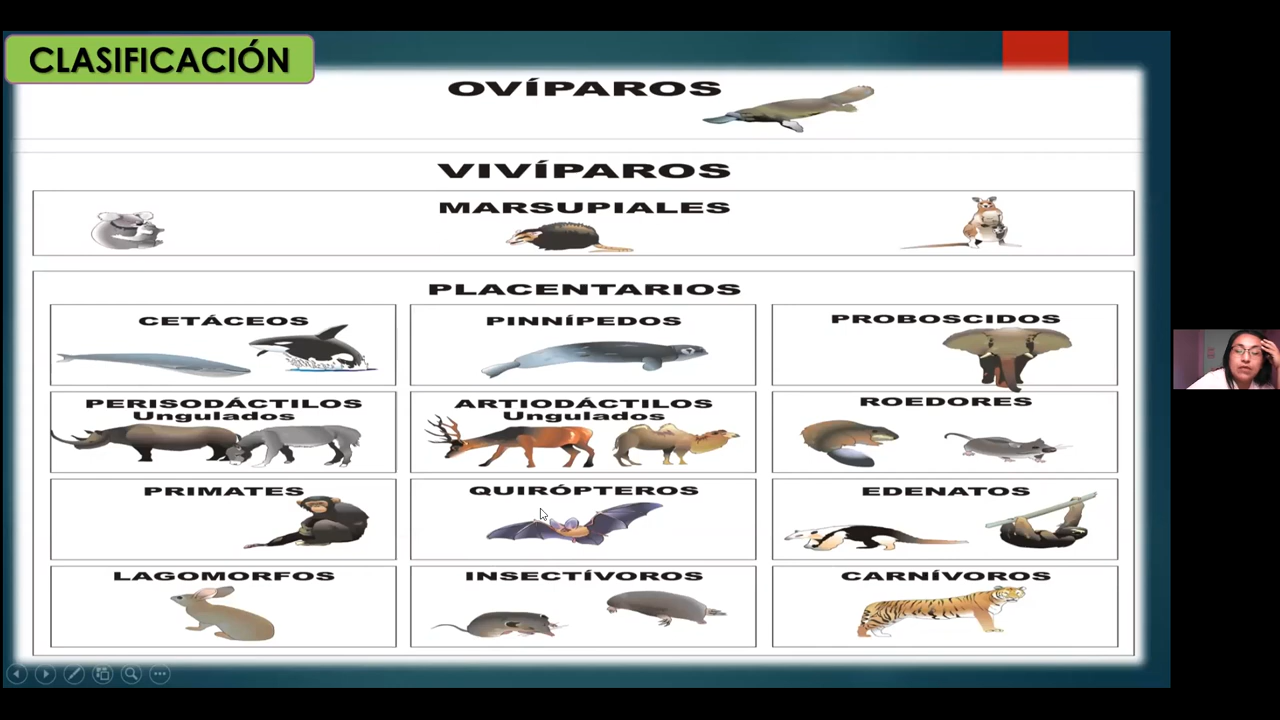 CLASIFICACIÓN
OVÍPAROS
VIVÍPAROS
MARSUPIALES
PLACENTARIOS
CETÁCEOS
PINNÍPEDOS
PROBOSCIDOS
PERISODÁCTILOS
Ungulados
ARTIODÁCTILOS
Ungulados
ROEDORES
PRIMATES
QUIRÓPTEROS
EDENATOS
LAGOMORFOS
INSECTÍVOROS
CARNÍVOROS